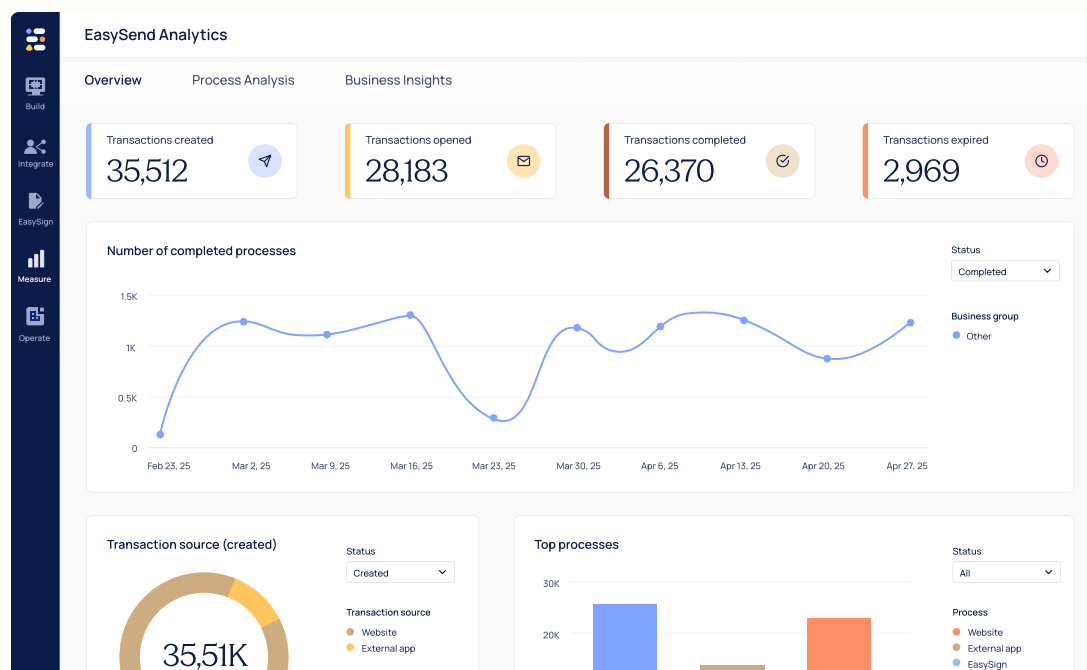 EasySend Analytics
Overview
Process Analysis
Business Insights
Build
Integrate
EasySign
Measure
Operate
Transactions created
35,512
Transactions opened
28,183
Transactions completed
26,370
Transactions expired
2,969
Number of completed processes
Status
Completed
Business group
Other
1.5K
1K
0.5K
0
Feb 23, 25
Mar 2, 25
Mar 9, 25
Mar 16, 25
Mar 23, 25
Mar 30, 25
Apr 6, 25
Apr 13, 25
Apr 20, 25
Apr 27, 25
Transaction source (created)
Status
Created
Transaction source
Website
External app
35,51K
Top processes
Status
All
Process
Website
External app
EasySign
30K
20K